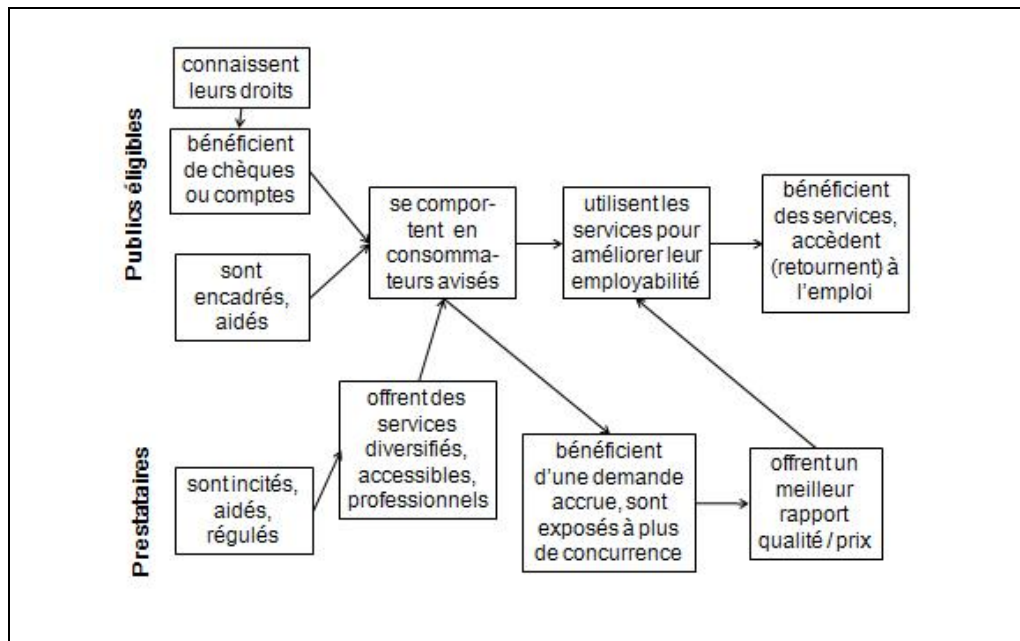 Publics éligibles
connaissent
leurs droits
bénéficient
de chèques
ou comptes
sont
encadrés,
aidés
se compor-
tent en
consomma-
teurs avisés
utilisent les
services pour
améliorer leur
employabilité
bénéficient
des services,
accèdent
(retournent) à
l'emploi
Prestataires
sont incités,
aidés,
régulés
offrent des
services
diversifiés,
accessibles,
professionnels
bénéficient
d'une demande
accrue, sont
exposés à plus
de concurrence
offrent un
meilleur
rapport
qualité / prix